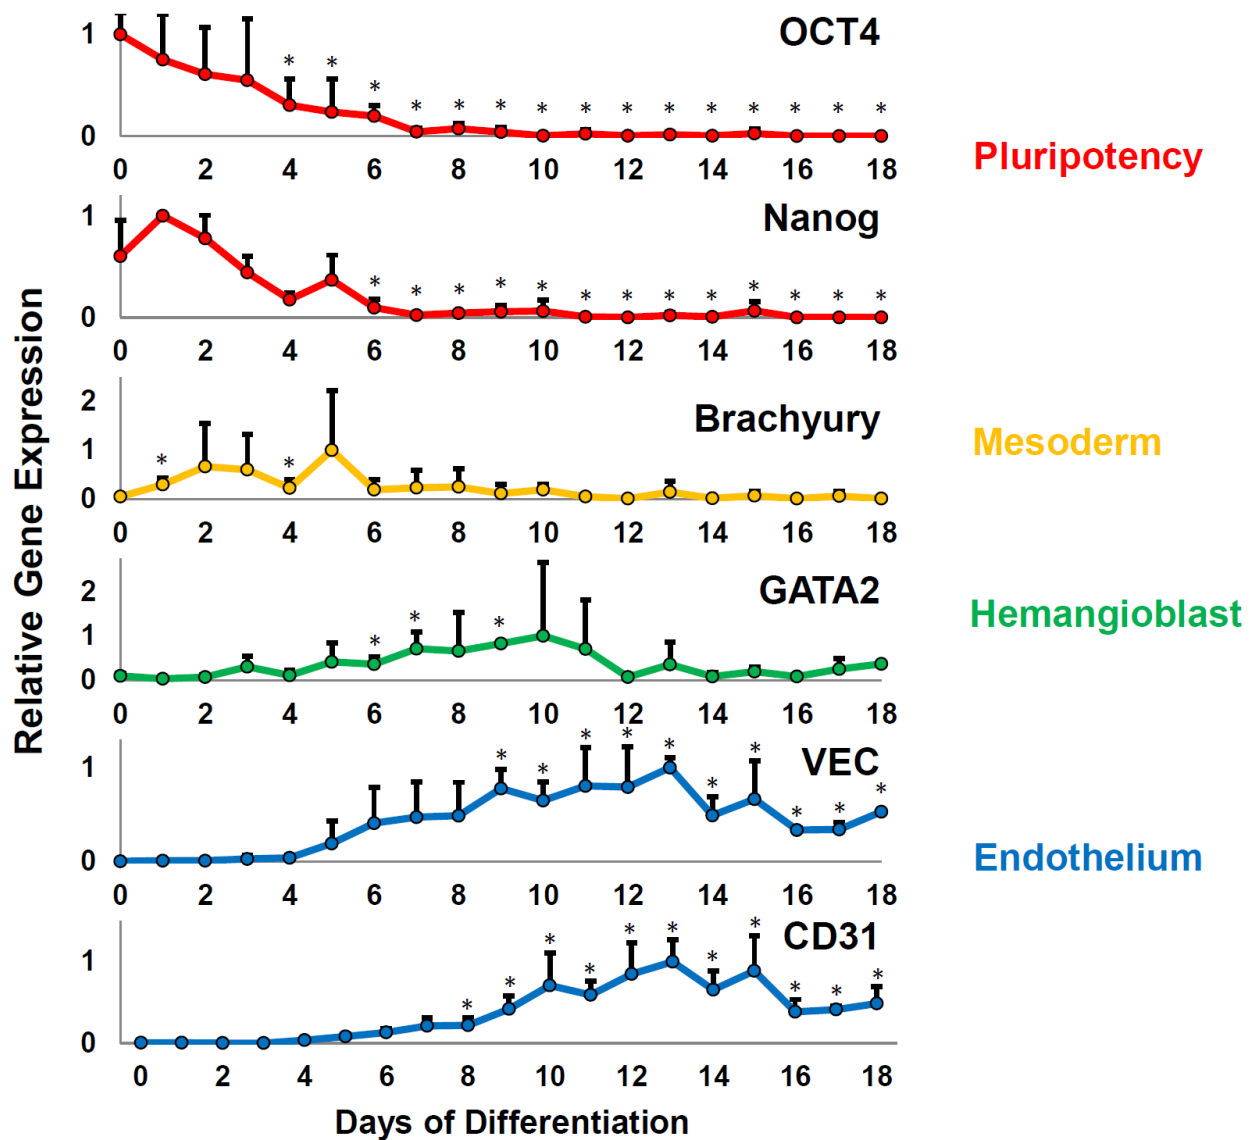 OCT4
1
* * *
* * * * * * * * * * * *
0
0 2 4 6 8 10 12 14 16 18
Pluripotency
Nanog
1
* * * * * * * * * * * * *
0
0 2 4 6 8 10 12 14 16 18
Relative Gene Expression
Brachyury
2
1
* *
0
0 2 4 6 8 10 12 14 16 18
Mesoderm
GATA2
2
* * *
1
0
0 2 4 6 8 10 12 14 16 18
Hemangioblast
VEC
1
* * * * * * * * * *
0
0 2 4 6 8 10 12 14 16 18
Endothelium
CD31
1
* * * * * * * * * * *
0
0 2 4 6 8 10 12 14 16 18
Days of Differentiation